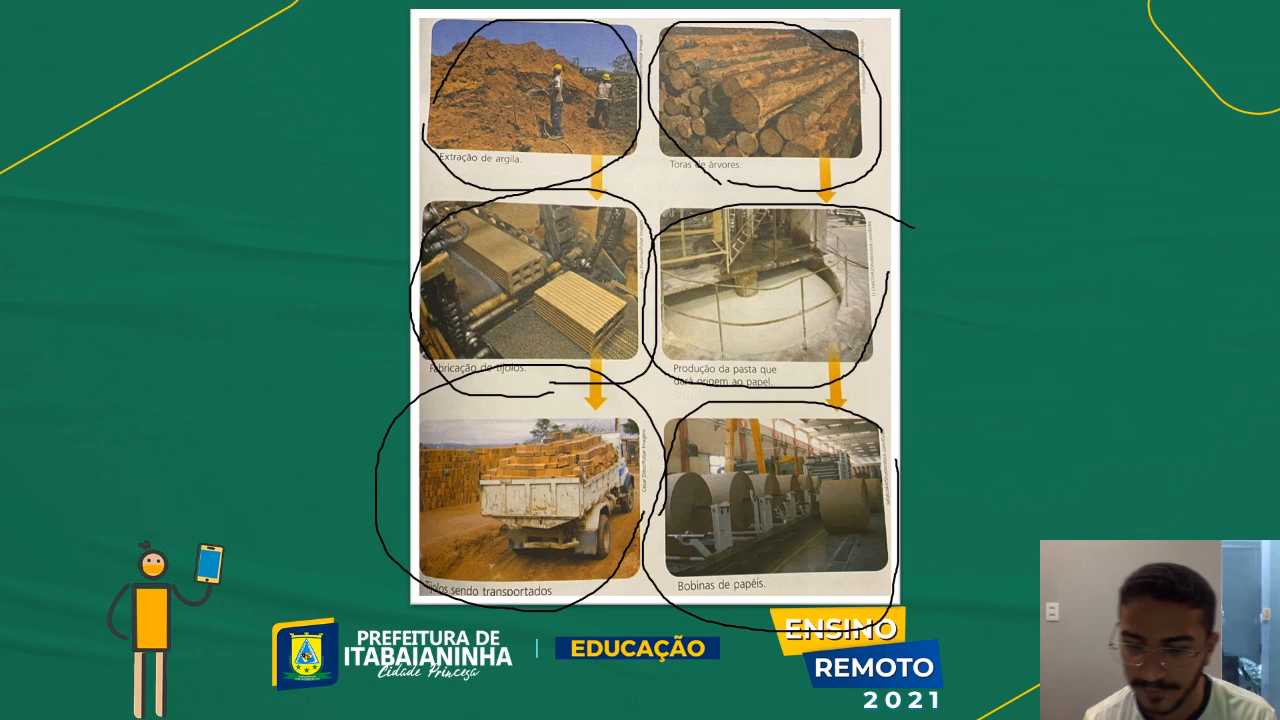 Extração de argila.
Toras de árvores.
Fabricação de tijolos.
Produção da pasta que
dará origem ao papel.
Tijolos sendo transportados
Bobinas de papéis.
PREFEITURA DE
ITABAIANINHA
Cidade Princesa
EDUCAÇÃO
ENSINO
REMOTO
2021